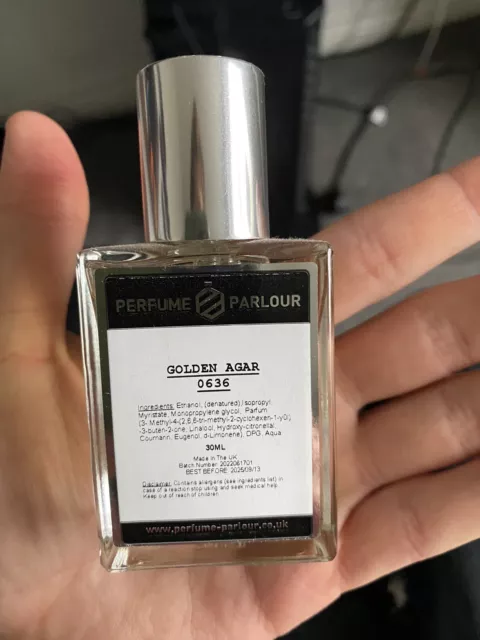 PERFUME PARLOUR
GOLDEN AGAR
0636
Ingredients: Ethanol, (denatured)/sopropyl
Myristate, Monopropylene glycol, Parfum
(3- Methyl-4-(2,6,6-tri-methyl-2-cyclohexen-1-yO)
-3-buten-2-one, Linalool, Hydroxy-citronellal,
Coumarin, Eugenol, d-Limonene), DPG, Aqua
30ML
Made In The UK
Batch Number: 2022061701
BEST BEFORE: 2025/09/13
Disclaimer: Contains allergens (see ingredients list) in
case of a reaction stop using and seek medical help.
Keep out of reach of children.
www.perfume-parlour.co.uk